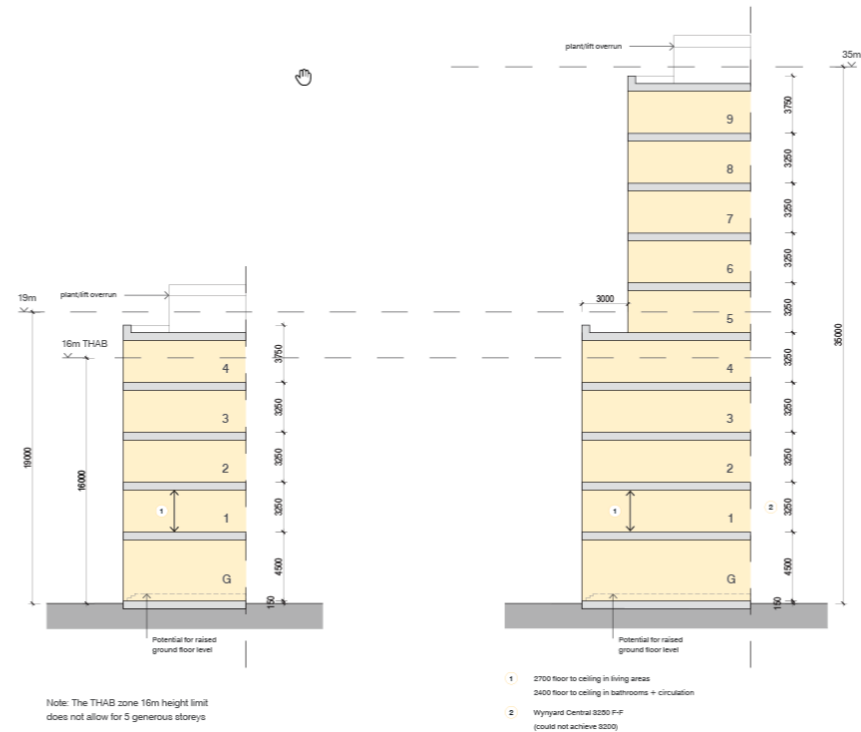 plant/lift overrun
35m
9
3750
8
3250
7
3250
6
3250
5
3250
3000
35000
19m
plant/lift overrun
16m THAB
4
3750
3
3250
2
3250
1
1
3250
G
4500
150
19000
16000
4
3250
3
3250
2
3250
1
1
2
3250
G
4500
150
Potential for raised
ground floor level
Potential for raised
ground floor level
Note: The THAB zone 16m height limit
does not allow for 5 generous storeys
1 2700 floor to ceiling in living areas
2400 floor to ceiling in bathrooms + circulation
2 Wynyard Central 3250 F-F
(could not achieve 3200)